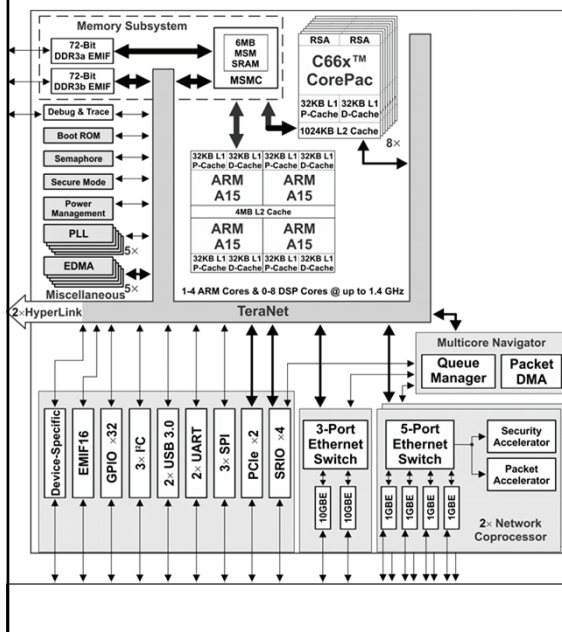 Memory Subsystem
72-Bit
DDR3a EMIF
72-Bit
DDR3b EMIF
6MB
MSM
SRAM
MSMC
RSA RSA
C66x™
CorePac
32KB L1 32KB L1
P-Cache D-Cache
1024KB L2 Cache
8×
Debug & Trace
Boot ROM
Semaphore
Secure Mode
Power
Management
PLL
5×
EDMA
5×
Miscellaneous
32KB L1 32KB L1 32KB L1 32KB L1
P-Cache D-Cache P-Cache D-Cache
ARM ARM
A15 A15
4MB L2 Cache
ARM ARM
A15 A15
32KB L1 32KB L1 32KB L1 32KB L1
P-Cache D-Cache P-Cache D-Cache
1-4 ARM Cores & 0-8 DSP Cores @ up to 1.4 GHz
2×HyperLink
TeraNet
Multicore Navigator
Queue
Manager
Packet
DMA
Device-Specific
EMIF16
GPIO ×32
3× I²C
2× USB 3.0
2× UART
3× SPI
PCIe ×2
SRIO ×4
3-Port
Ethernet
Switch
10GBE
10GBE
5-Port
Ethernet
Switch
1GBE
1GBE
1GBE
1GBE
Security
Accelerator
Packet
Accelerator
2× Network
Coprocessor